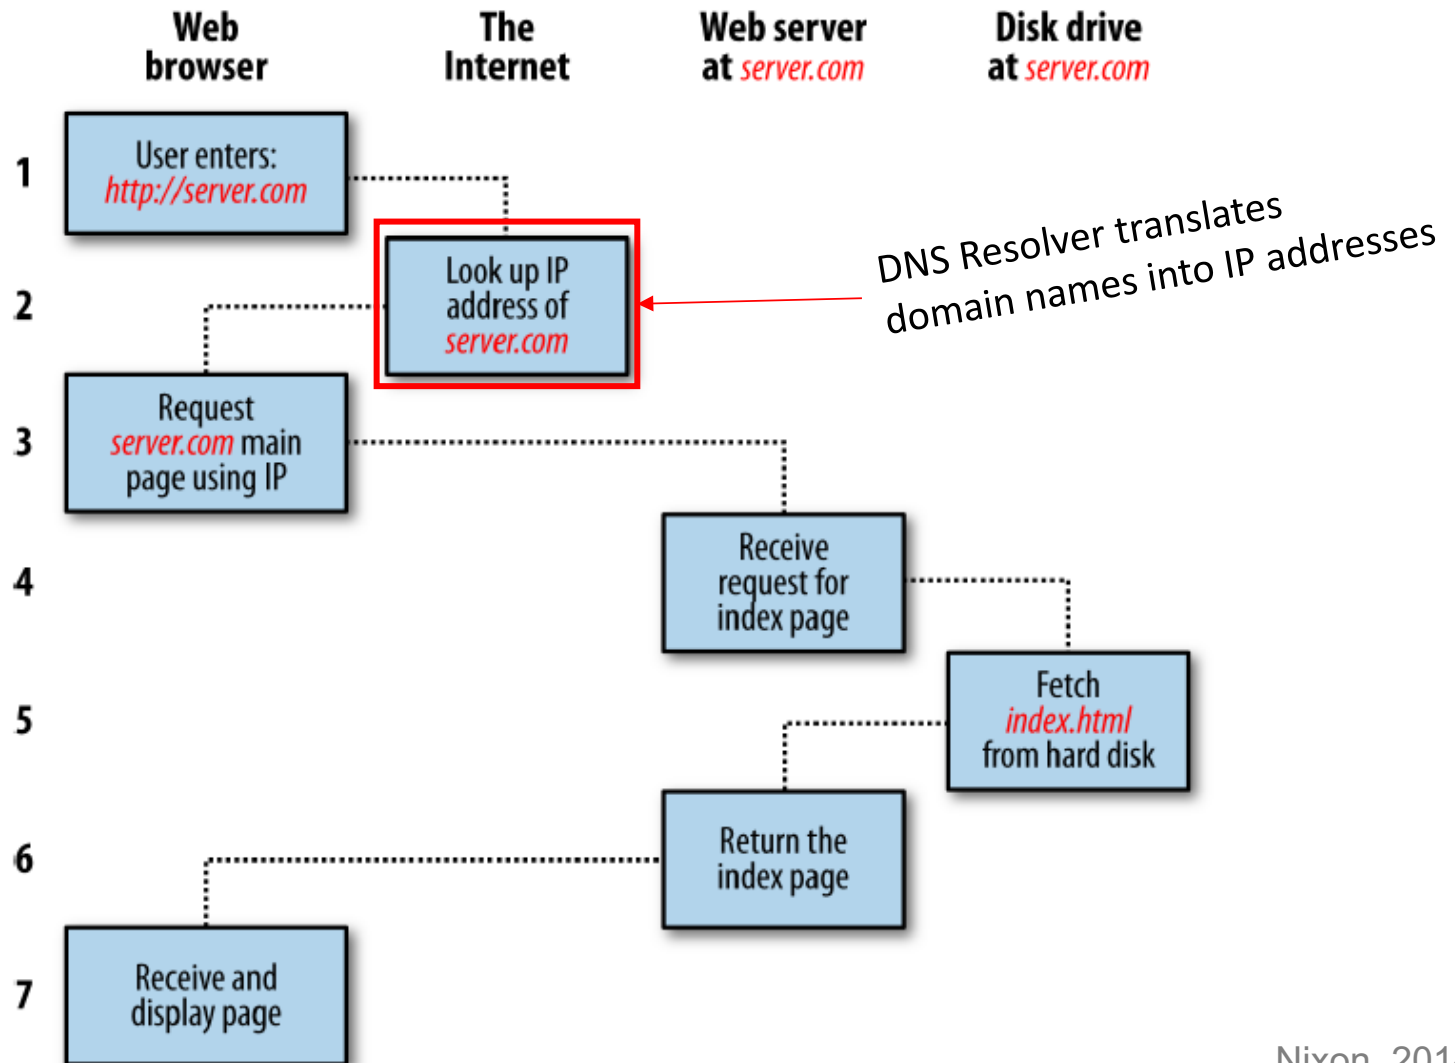 Web
browser
The
Internet
Web server
at server.com
Disk drive
at server.com
1
User enters:
http://server.com
2
Look up IP
address of
server.com
DNS Resolver translates
domain names into IP addresses
3
Request
server.com main
page using IP
4
Receive
request for
index page
5
Fetch
index.html
from hard disk
6
Return the
index page
7
Receive and
display page
Nixon